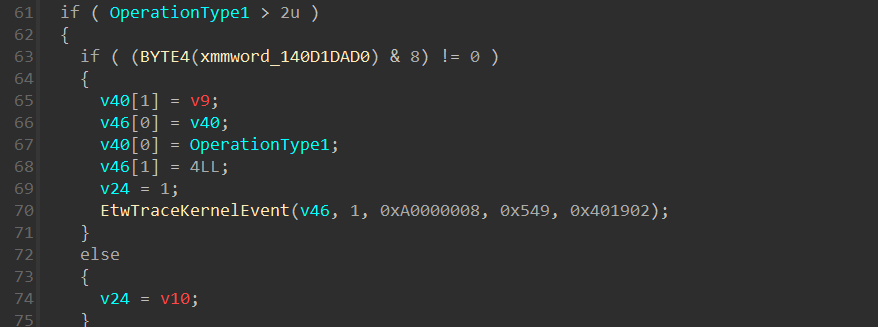 61 if ( OperationType1 > 2u )
62 {
63 if ( (BYTE4(xmmword_140D1DAD0) & 8) != 0 )
64 {
65 v40[1] = v9;
66 v46[0] = v40;
67 v40[0] = OperationType1;
68 v46[1] = 4LL;
69 v24 = 1;
70 EtwTraceKernelEvent(v46, 1, 0xA0000008, 0x549, 0x401902);
71 }
72 else
73 {
74 v24 = v10;
75 }